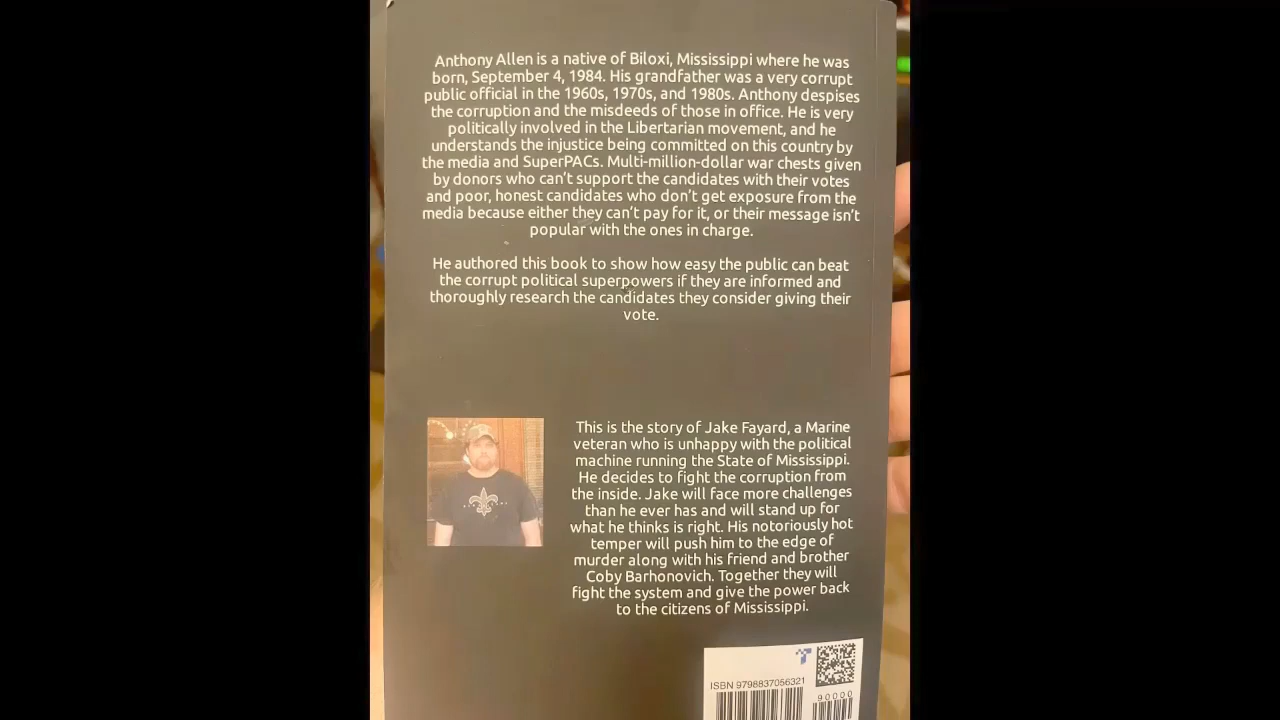 Anthony Allen is a native of Biloxi, Mississippi where he was
born, September 4, 1984. His grandfather was a very corrupt
public official in the 1960s, 1970s, and 1980s. Anthony despises
the corruption and the misdeeds of those in office. He is very
politically involved in the Libertarian movement, and he
understands the injustice being committed on this country by
the media and SuperPACs. Multi-million-dollar war chests given
by donors who can't support the candidates with their votes
and poor, honest candidates who don't get exposure from the
media because either they can't pay for it, or their message isn't
popular with the ones in charge.
He authored this book to show how easy the public can beat
the corrupt political superpowers if they are informed and
thoroughly research the candidates they consider giving their
vote.
This is the story of Jake Fayard, a Marine
veteran who is unhappy with the political
machine running the State of Mississippi.
He decides to fight the corruption from
the inside. Jake will face more challenges
than he ever has and will stand up for
what he thinks is right. His notoriously hot
temper will push him to the edge of
murder along with his friend and brother
Coby Barhonovich. Together they will
fight the system and give the power back
to the citizens of Mississippi.
ISBN 9798837056321
90000